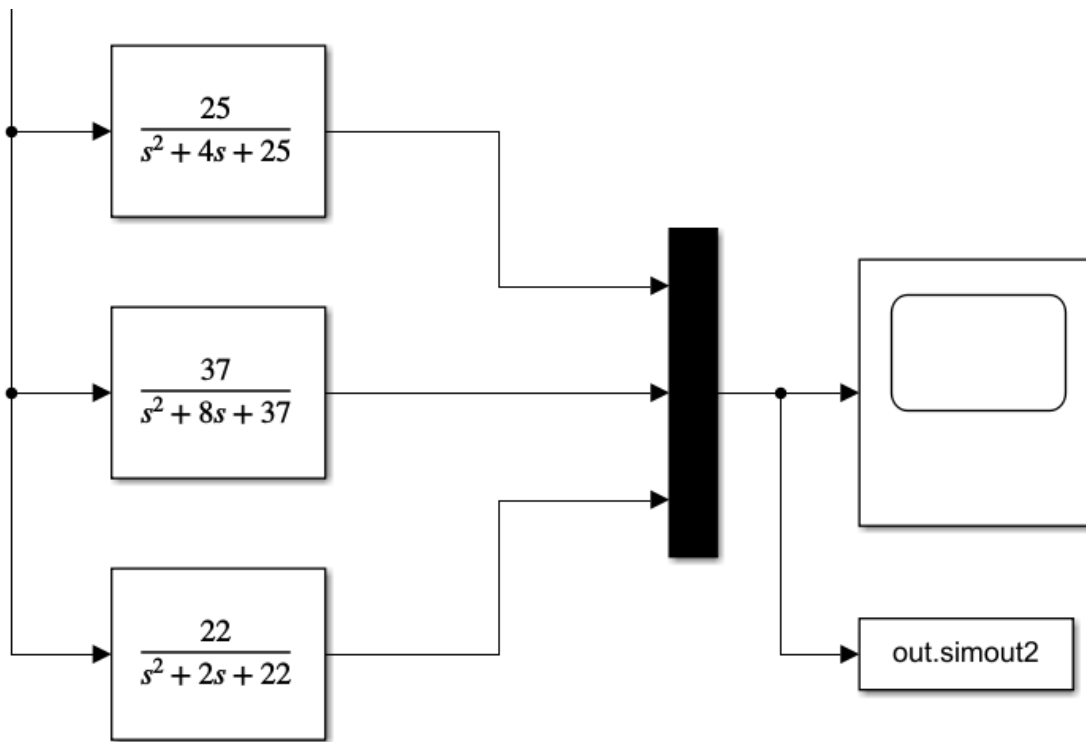 25
s² + 4s + 25
37
s² + 8s + 37
22
s² + 2s + 22
out.simout2